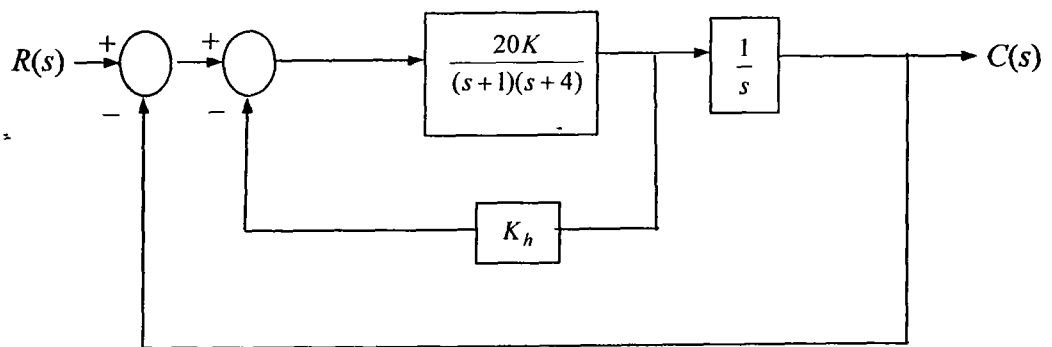 R(s) + + 20K/((s+1)(s+4)) 1/s C(s)
− −
K_h